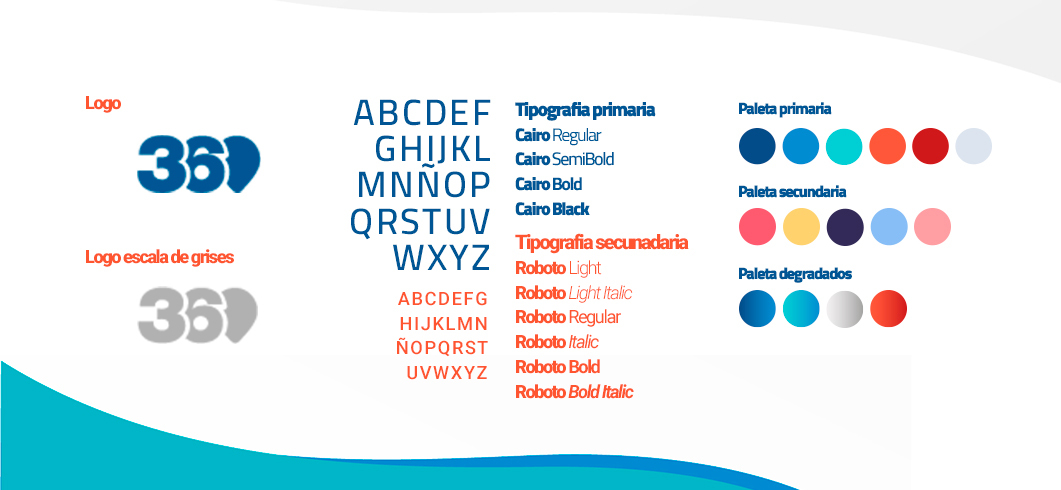 Logo
360
Logo escala de grises
360
ABCDEF
GHIJKL
MNÑOP
QRSTUV
WXYZ
ABCDEFG
HIJKLMN
ÑOPQRST
UVWXYZ
Tipografia primaria
Cairo Regular
Cairo SemiBold
Cairo Bold
Cairo Black
Tipografia secunadaria
Roboto Light
Roboto Light Italic
Roboto Regular
Roboto Italic
Roboto Bold
Roboto Bold Italic
Paleta primaria
Paleta secundaria
Paleta degradados